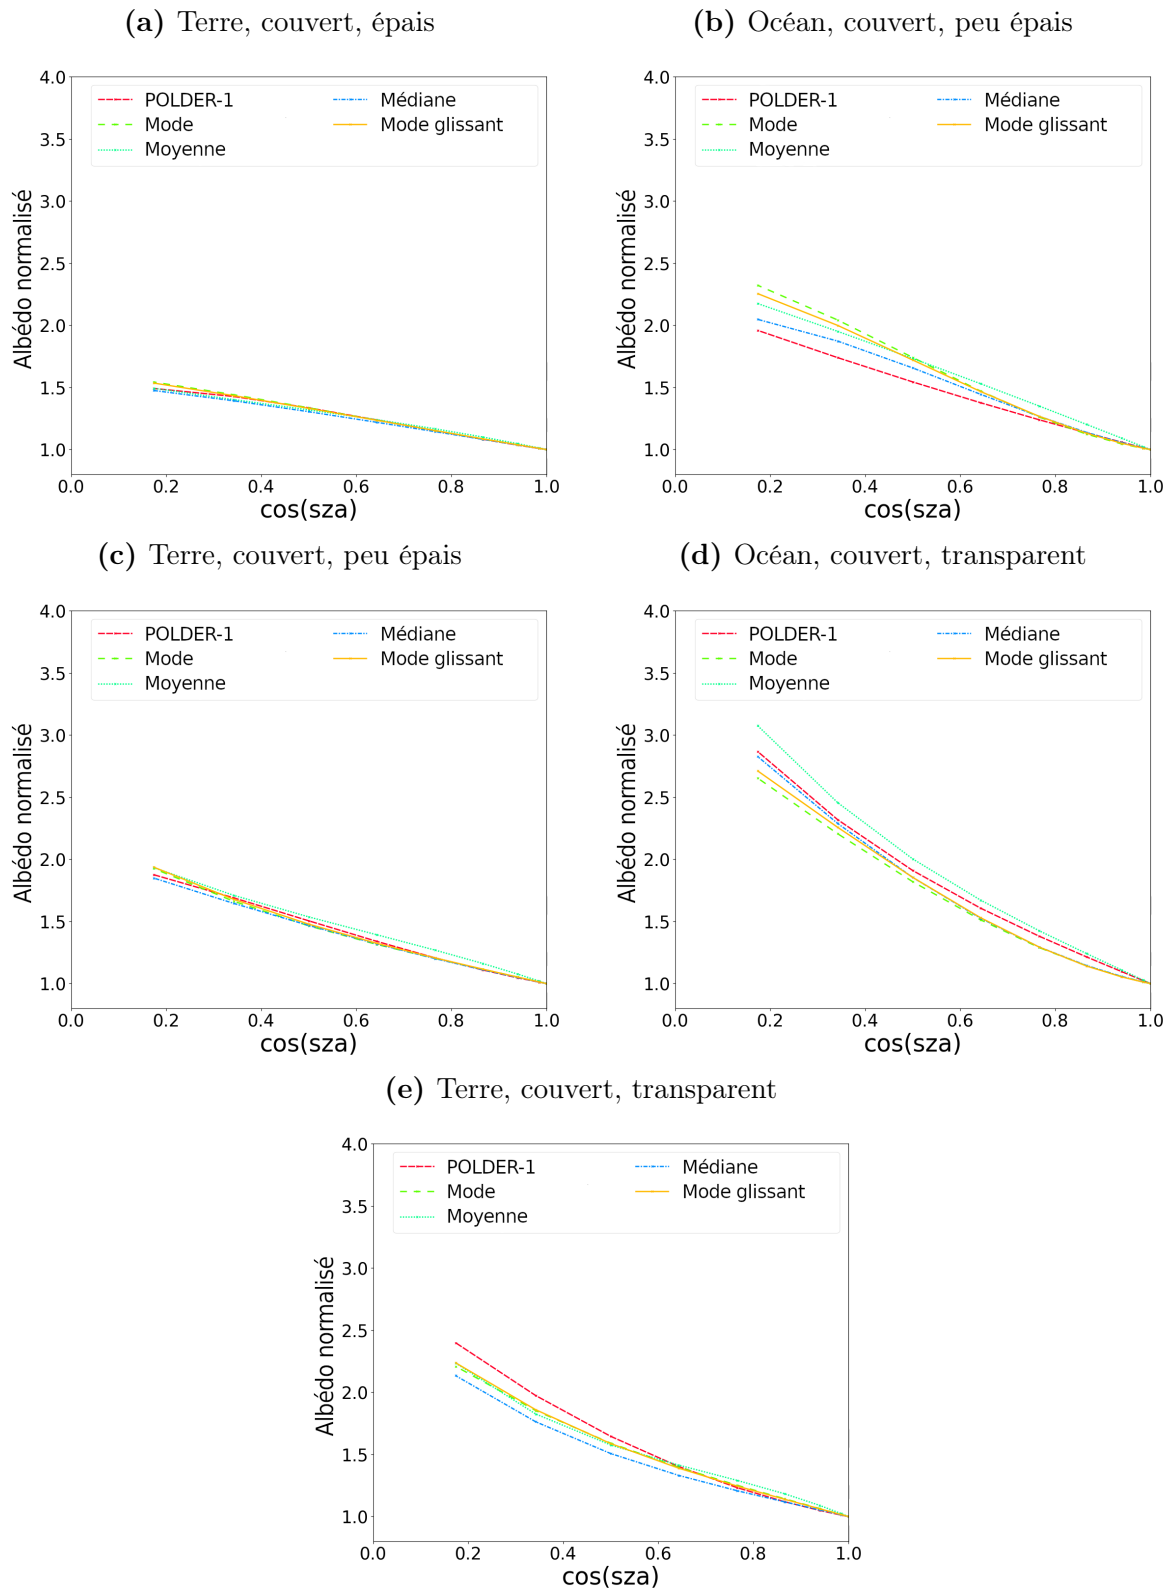 (a) Terre, couvert, épais
4.0
3.5
3.0
2.5
2.0
1.5
1.0
Albédo normalisé
POLDER-1
Mode
Moyenne
Médiane
Mode glissant
0.0 0.2 0.4 0.6 0.8 1.0
cos(sza)
(b) Océan, couvert, peu épais
4.0
3.5
3.0
2.5
2.0
1.5
1.0
Albédo normalisé
POLDER-1
Mode
Moyenne
Médiane
Mode glissant
0.0 0.2 0.4 0.6 0.8 1.0
cos(sza)
(c) Terre, couvert, peu épais
4.0
3.5
3.0
2.5
2.0
1.5
1.0
Albédo normalisé
POLDER-1
Mode
Moyenne
Médiane
Mode glissant
0.0 0.2 0.4 0.6 0.8 1.0
cos(sza)
(d) Océan, couvert, transparent
4.0
3.5
3.0
2.5
2.0
1.5
1.0
Albédo normalisé
POLDER-1
Mode
Moyenne
Médiane
Mode glissant
0.0 0.2 0.4 0.6 0.8 1.0
cos(sza)
(e) Terre, couvert, transparent
4.0
3.5
3.0
2.5
2.0
1.5
1.0
Albédo normalisé
POLDER-1
Mode
Moyenne
Médiane
Mode glissant
0.0 0.2 0.4 0.6 0.8 1.0
cos(sza)